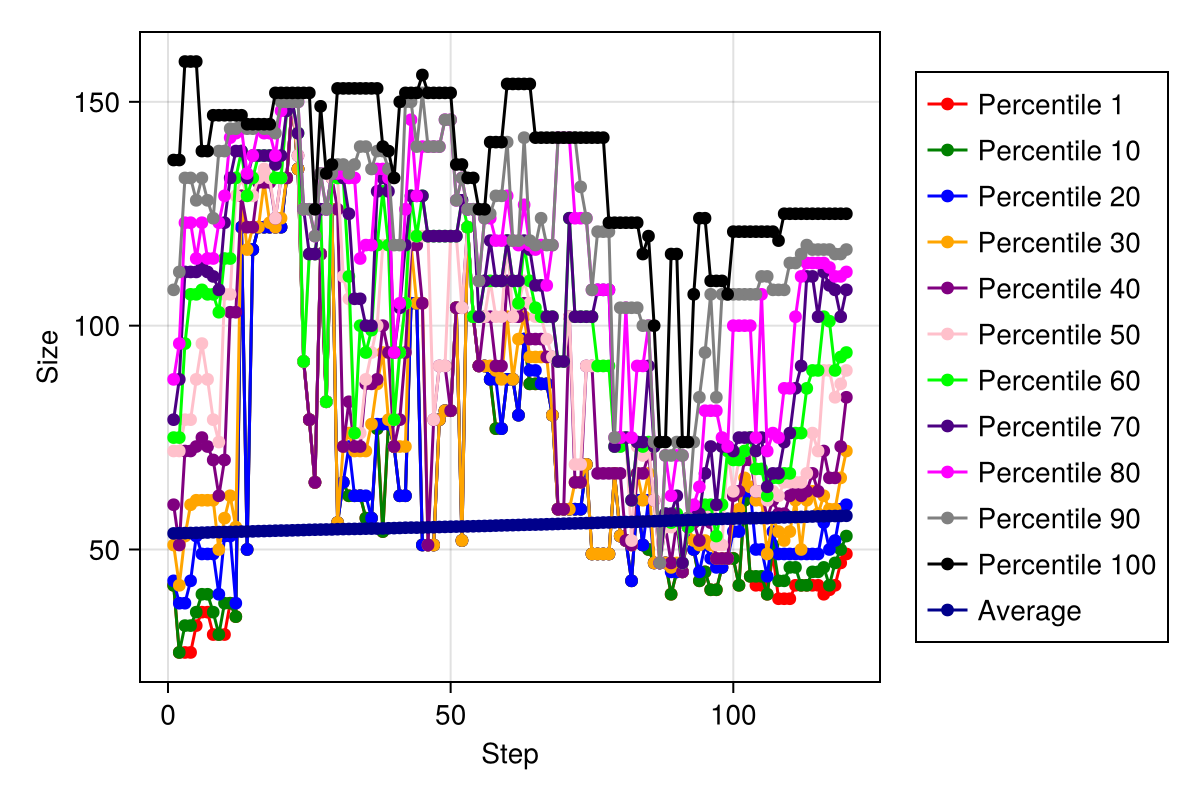 150
100
50
0
50
100
Size
Step
Percentile 1
Percentile 10
Percentile 20
Percentile 30
Percentile 40
Percentile 50
Percentile 60
Percentile 70
Percentile 80
Percentile 90
Percentile 100
Average